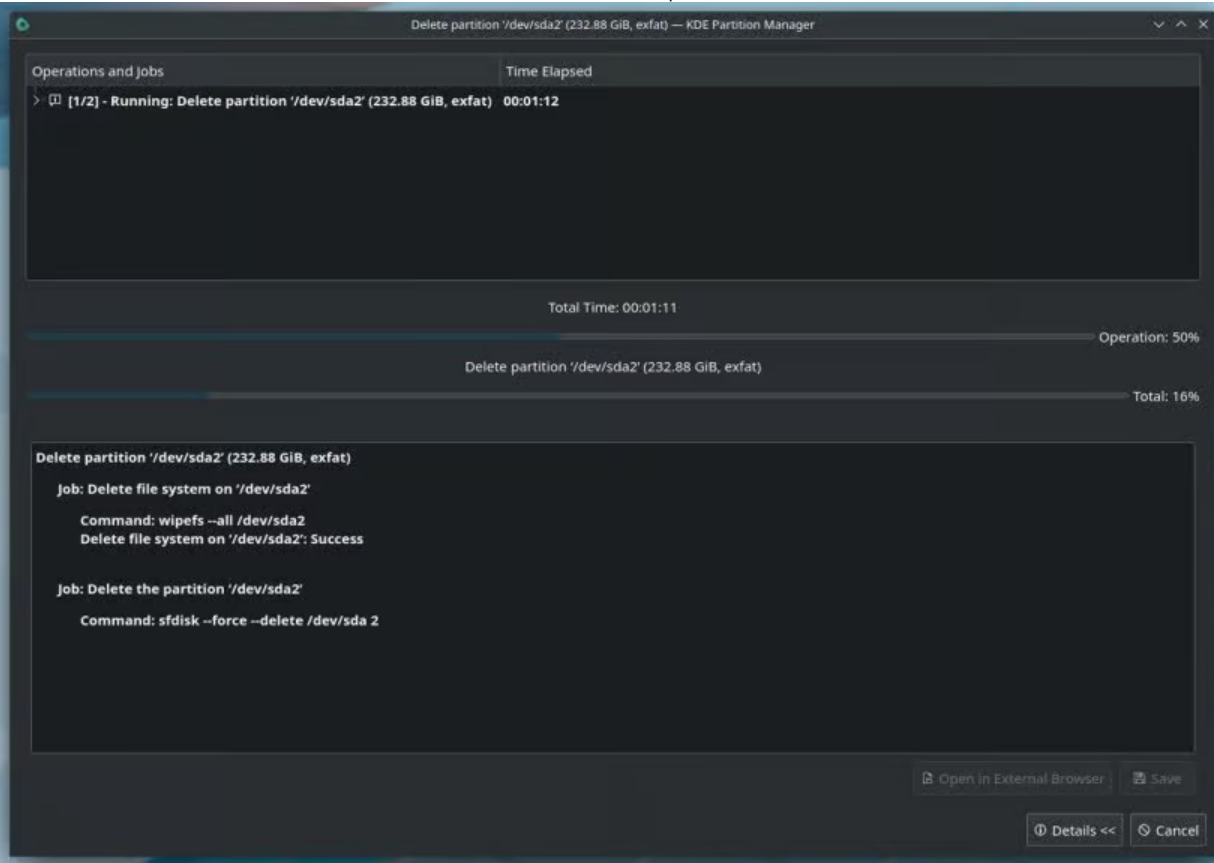 Delete partition ‘/dev/sda2’ (232.88 GiB, exfat) — KDE Partition Manager
Operations and Jobs Time Elapsed
[1/2] - Running: Delete partition ‘/dev/sda2’ (232.88 GiB, exfat) 00:01:12
Total Time: 00:01:11
Operation: 50%
Delete partition ‘/dev/sda2’ (232.88 GiB, exfat)
Total: 16%
Delete partition ‘/dev/sda2’ (232.88 GiB, exfat)
Job: Delete file system on ‘/dev/sda2’
Command: wipefs --all /dev/sda2
Delete file system on ‘/dev/sda2’: Success
Job: Delete the partition ‘/dev/sda2’
Command: sfdisk --force --delete /dev/sda 2
Open in External Browser Save
Details << Cancel